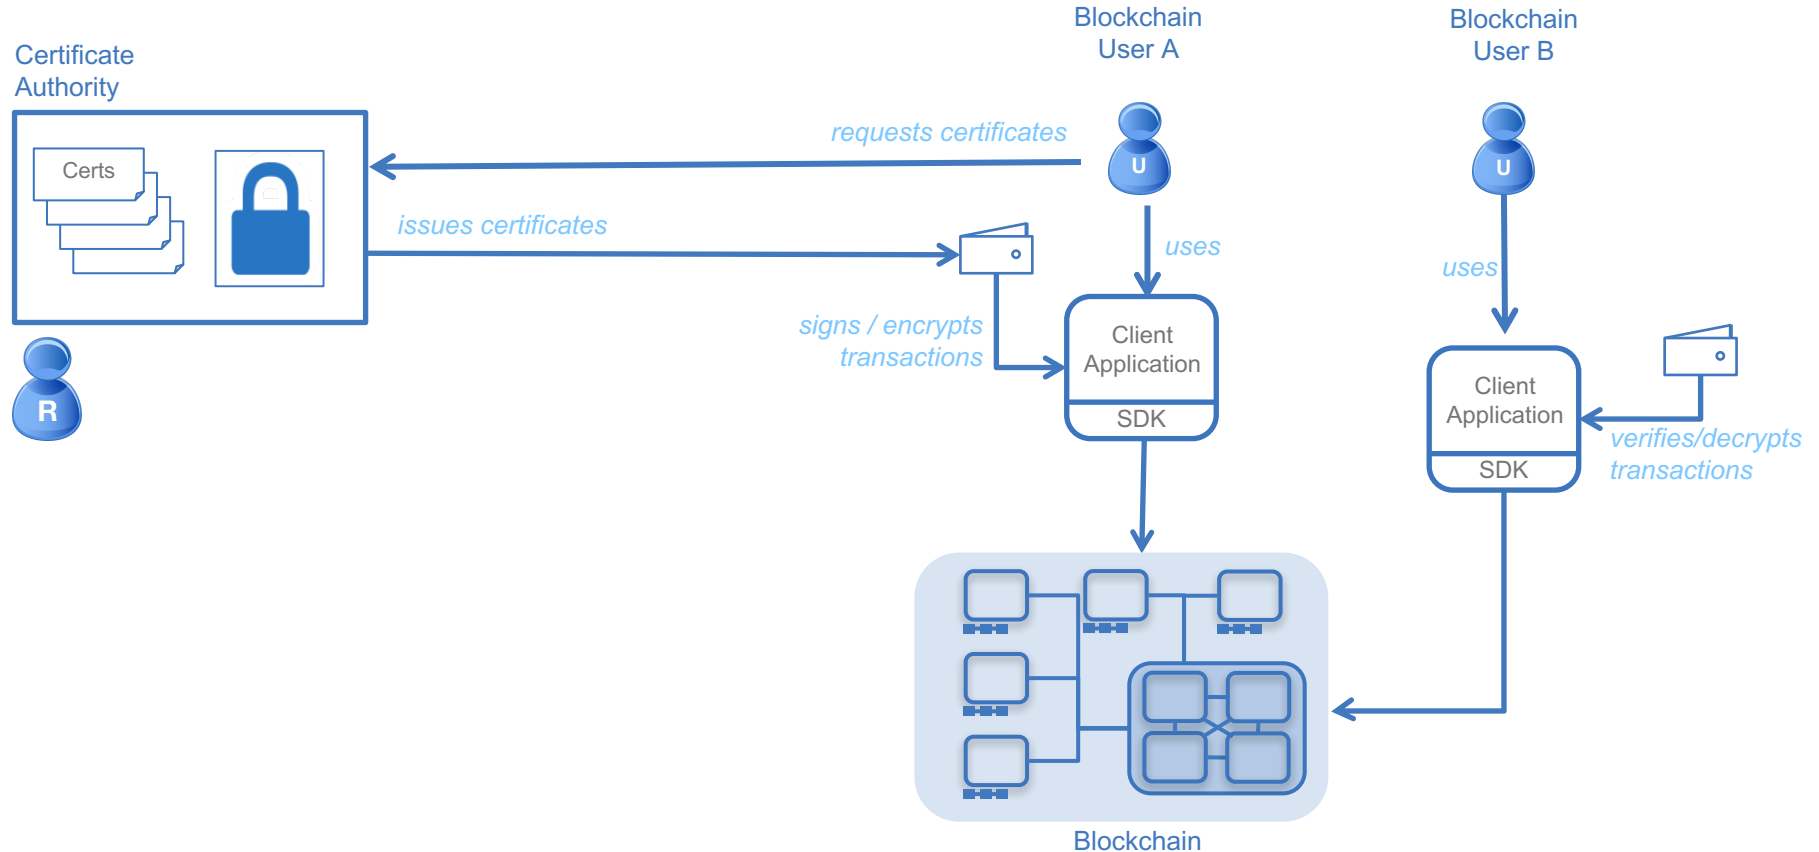 Blockchain
User A
Blockchain
User B
Certificate
Authority
Certs
requests certificates
U
U
issues certificates
uses
uses
signs / encrypts
transactions
Client
Application
SDK
Client
Application
SDK
verifies/decrypts
transactions
R
Blockchain